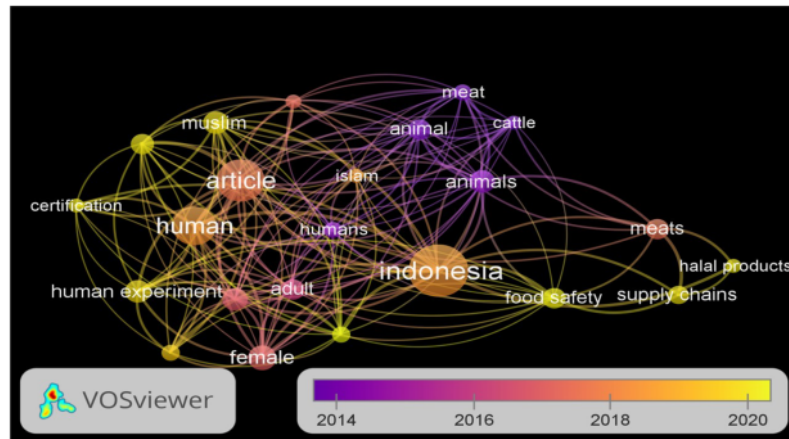 meat
muslim
animal
cattle
article
islam
animals
certification
human
humans
meats
indonesia
halal products
human experiment
adult
food safety
supply chains
female
VOSviewer
2014
2016
2018
2020